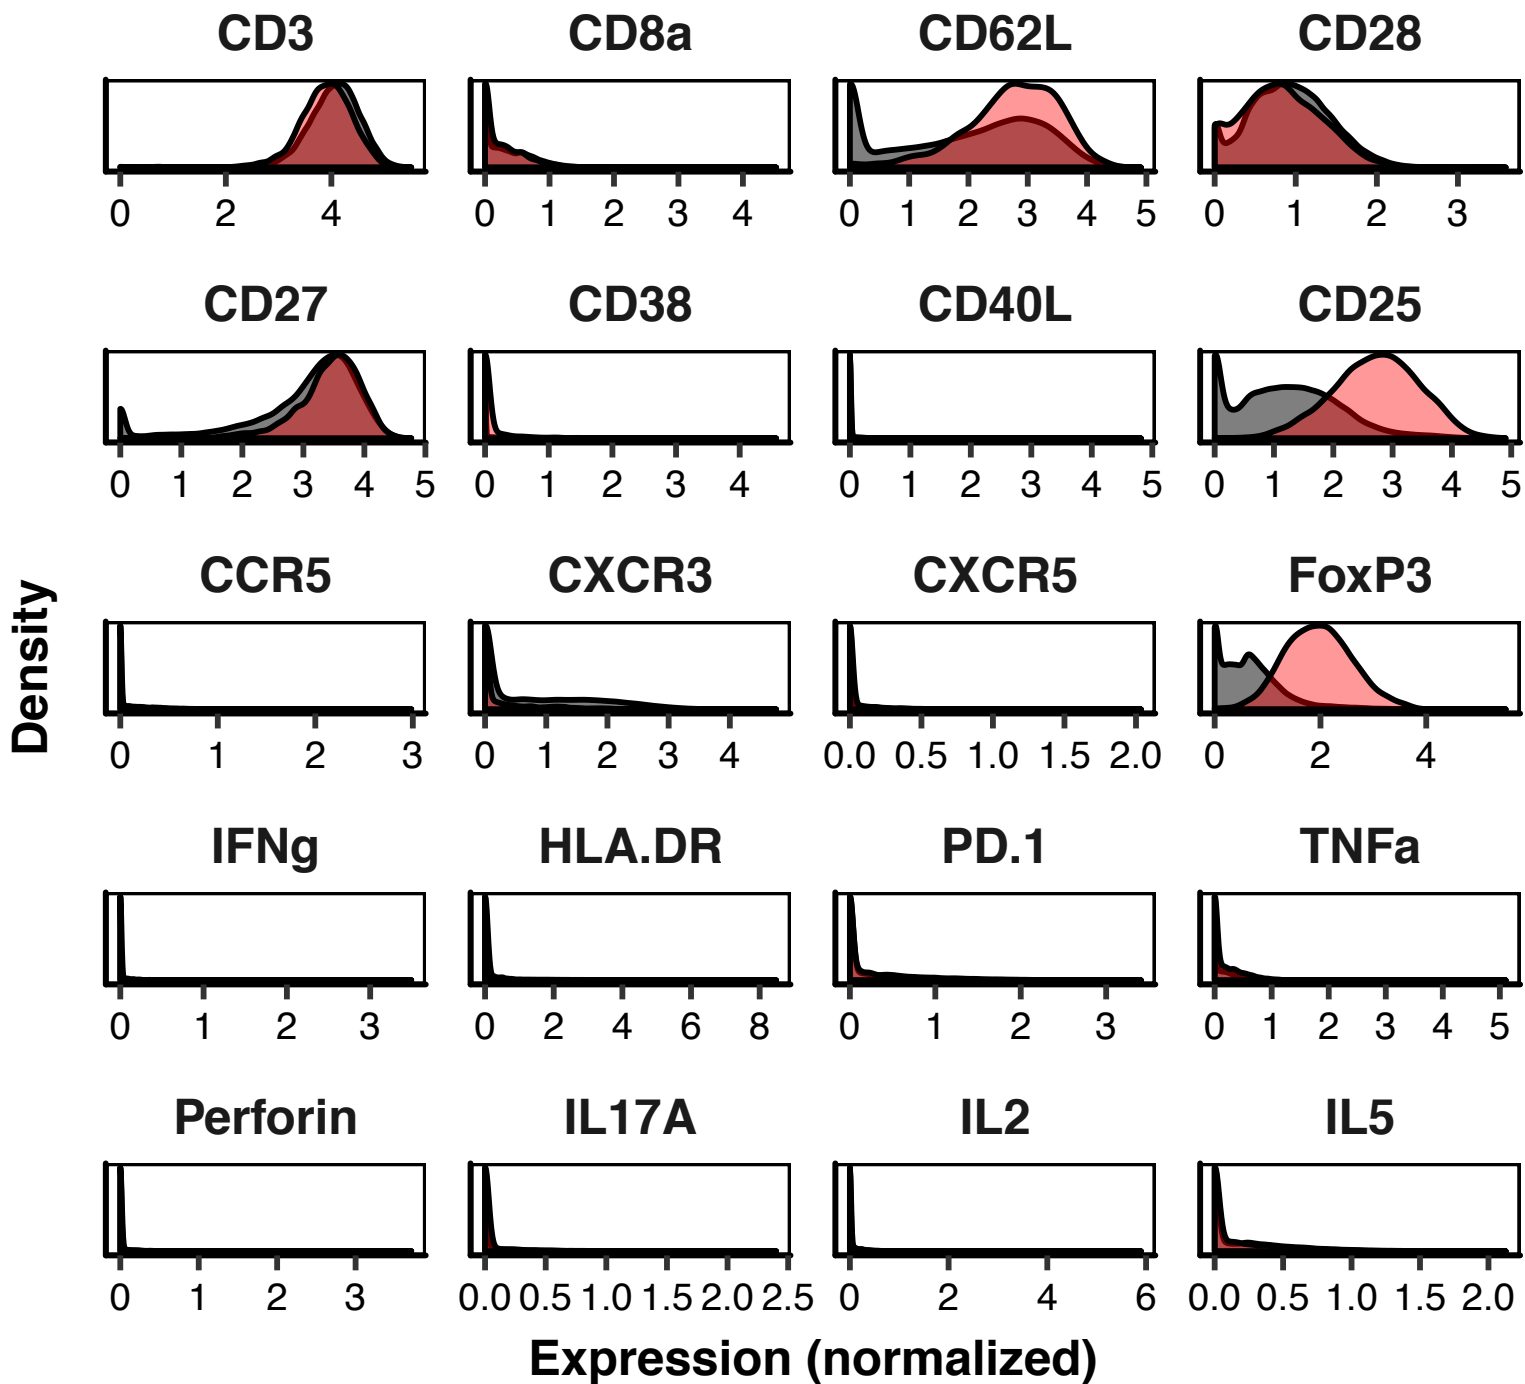 CD3 CD8a CD62L CD28
0 2 4 0 1 2 3 4 0 1 2 3 4 5 0 1 2 3
CD27 CD38 CD40L CD25
0 1 2 3 4 5 0 1 2 3 4 0 1 2 3 4 5 0 1 2 3 4 5
CCR5 CXCR3 CXCR5 FoxP3
0 1 2 3 0 1 2 3 4 0.0 0.5 1.0 1.5 2.0 0 2 4
Density
IFNg HLA.DR PD.1 TNFa
0 1 2 3 0 2 4 6 8 0 1 2 3 0 1 2 3 4 5
Perforin IL17A IL2 IL5
0 1 2 3 0.0 0.5 1.0 1.5 2.0 2.5 0 2 4 6 0.0 0.5 1.0 1.5 2.0
Expression (normalized)